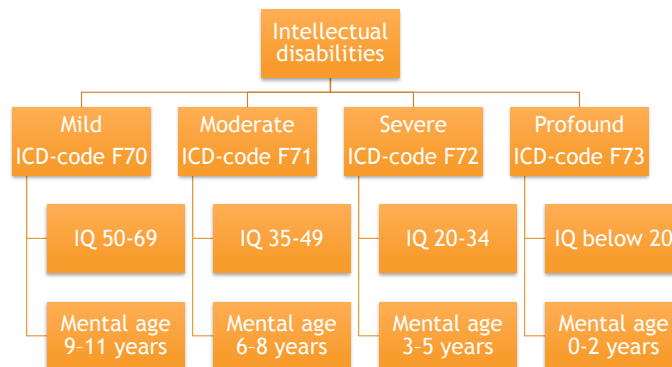 Intellectual
disabilities
Mild
ICD-code F70
Moderate
ICD-code F71
Severe
ICD-code F72
Profound
ICD-code F73
IQ 50-69
IQ 35-49
IQ 20-34
IQ below 20
Mental age
9–11 years
Mental age
6–8 years
Mental age
3–5 years
Mental age
0-2 years